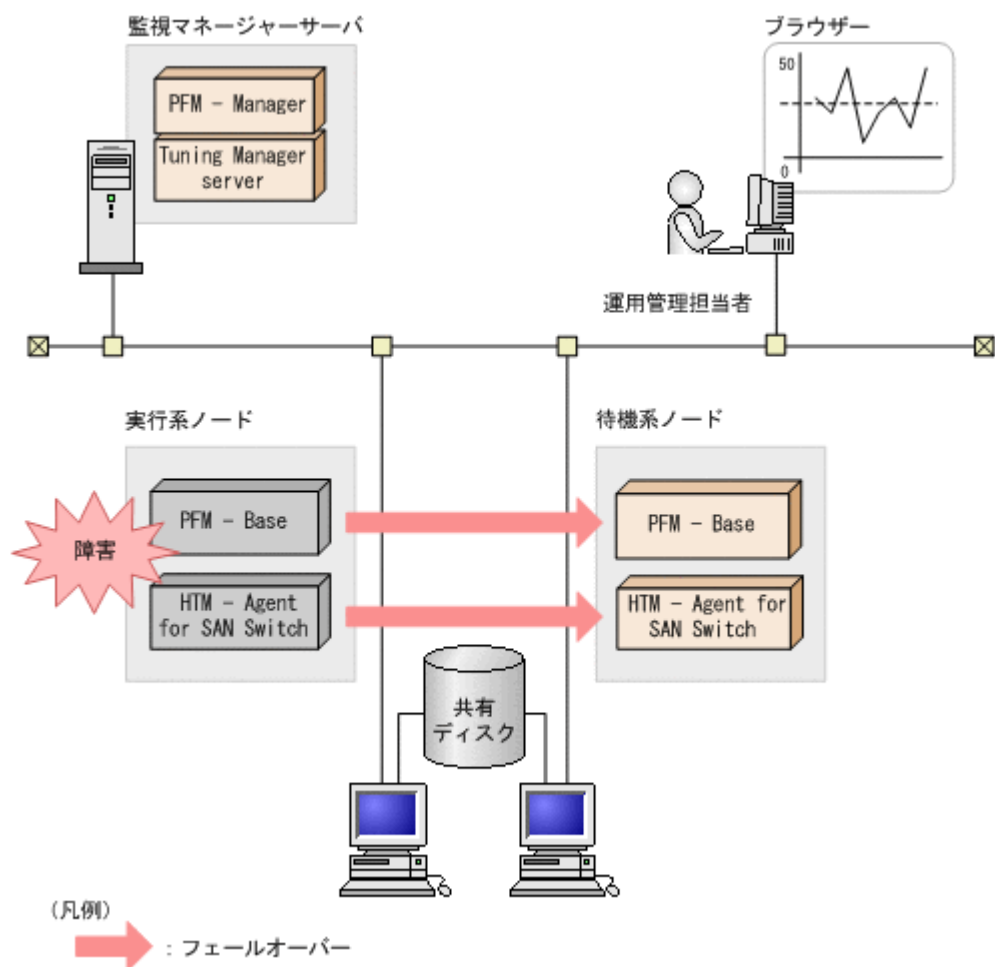 監視マネージャーサーバ
PFM - Manager
Tuning Manager
server
ブラウザー
50
0
運用管理担当者
実行系ノード
PFM - Base
障害
HTM - Agent
for SAN Switch
待機系ノード
PFM - Base
HTM - Agent for
SAN Switch
共有
ディスク
(凡例)
: フェールオーバー